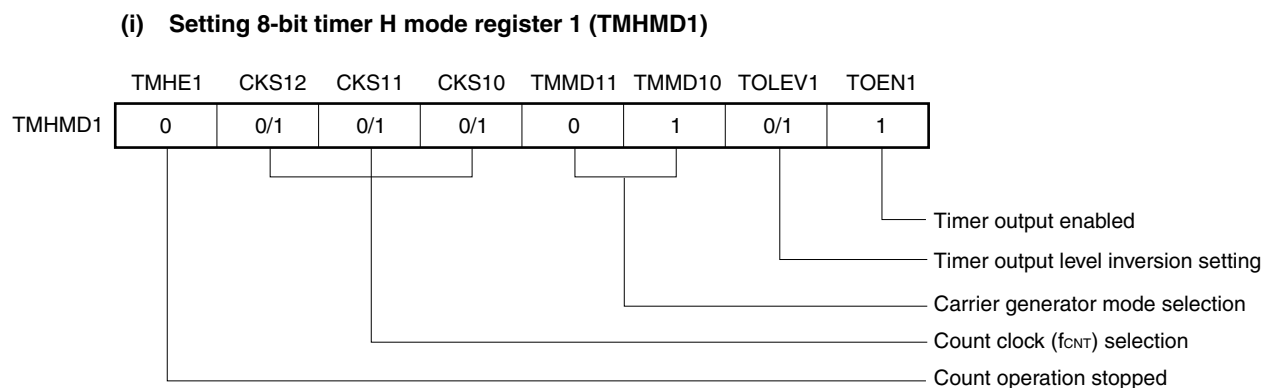 (i) Setting 8-bit timer H mode register 1 (TMHMD1)
TMHE1 CKS12 CKS11 CKS10 TMMD11 TMMD10 TOLEV1 TOEN1
TMHMD1 0 0/1 0/1 0/1 0 1 0/1 1
Timer output enabled
Timer output level inversion setting
Carrier generator mode selection
Count clock (fCNT) selection
Count operation stopped